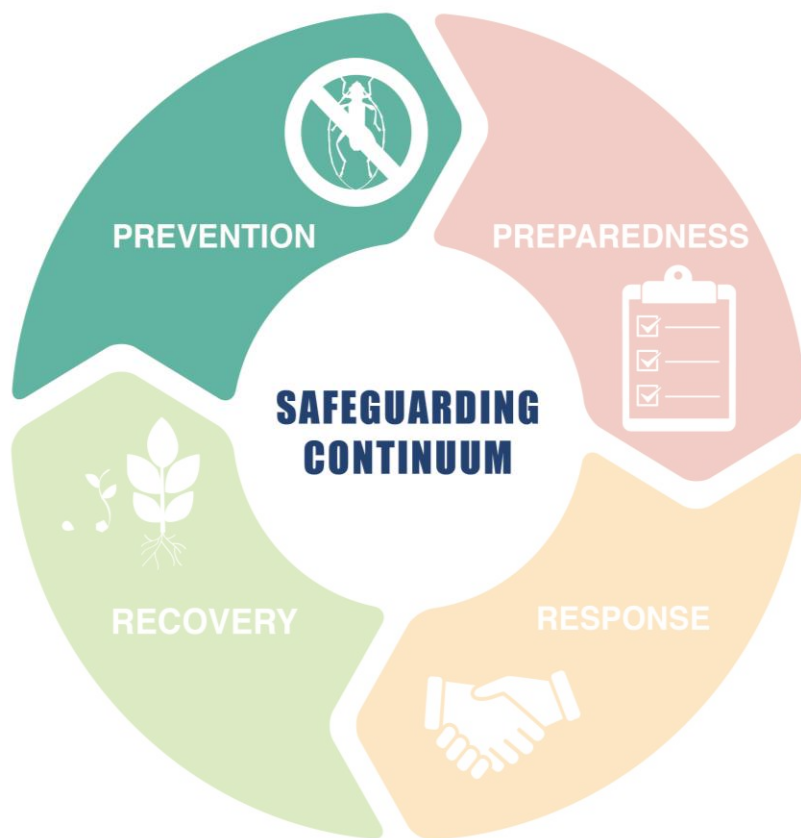 PREVENTION
PREPAREDNESS
SAFEGUARDING
CONTINUUM
RECOVERY
RESPONSE